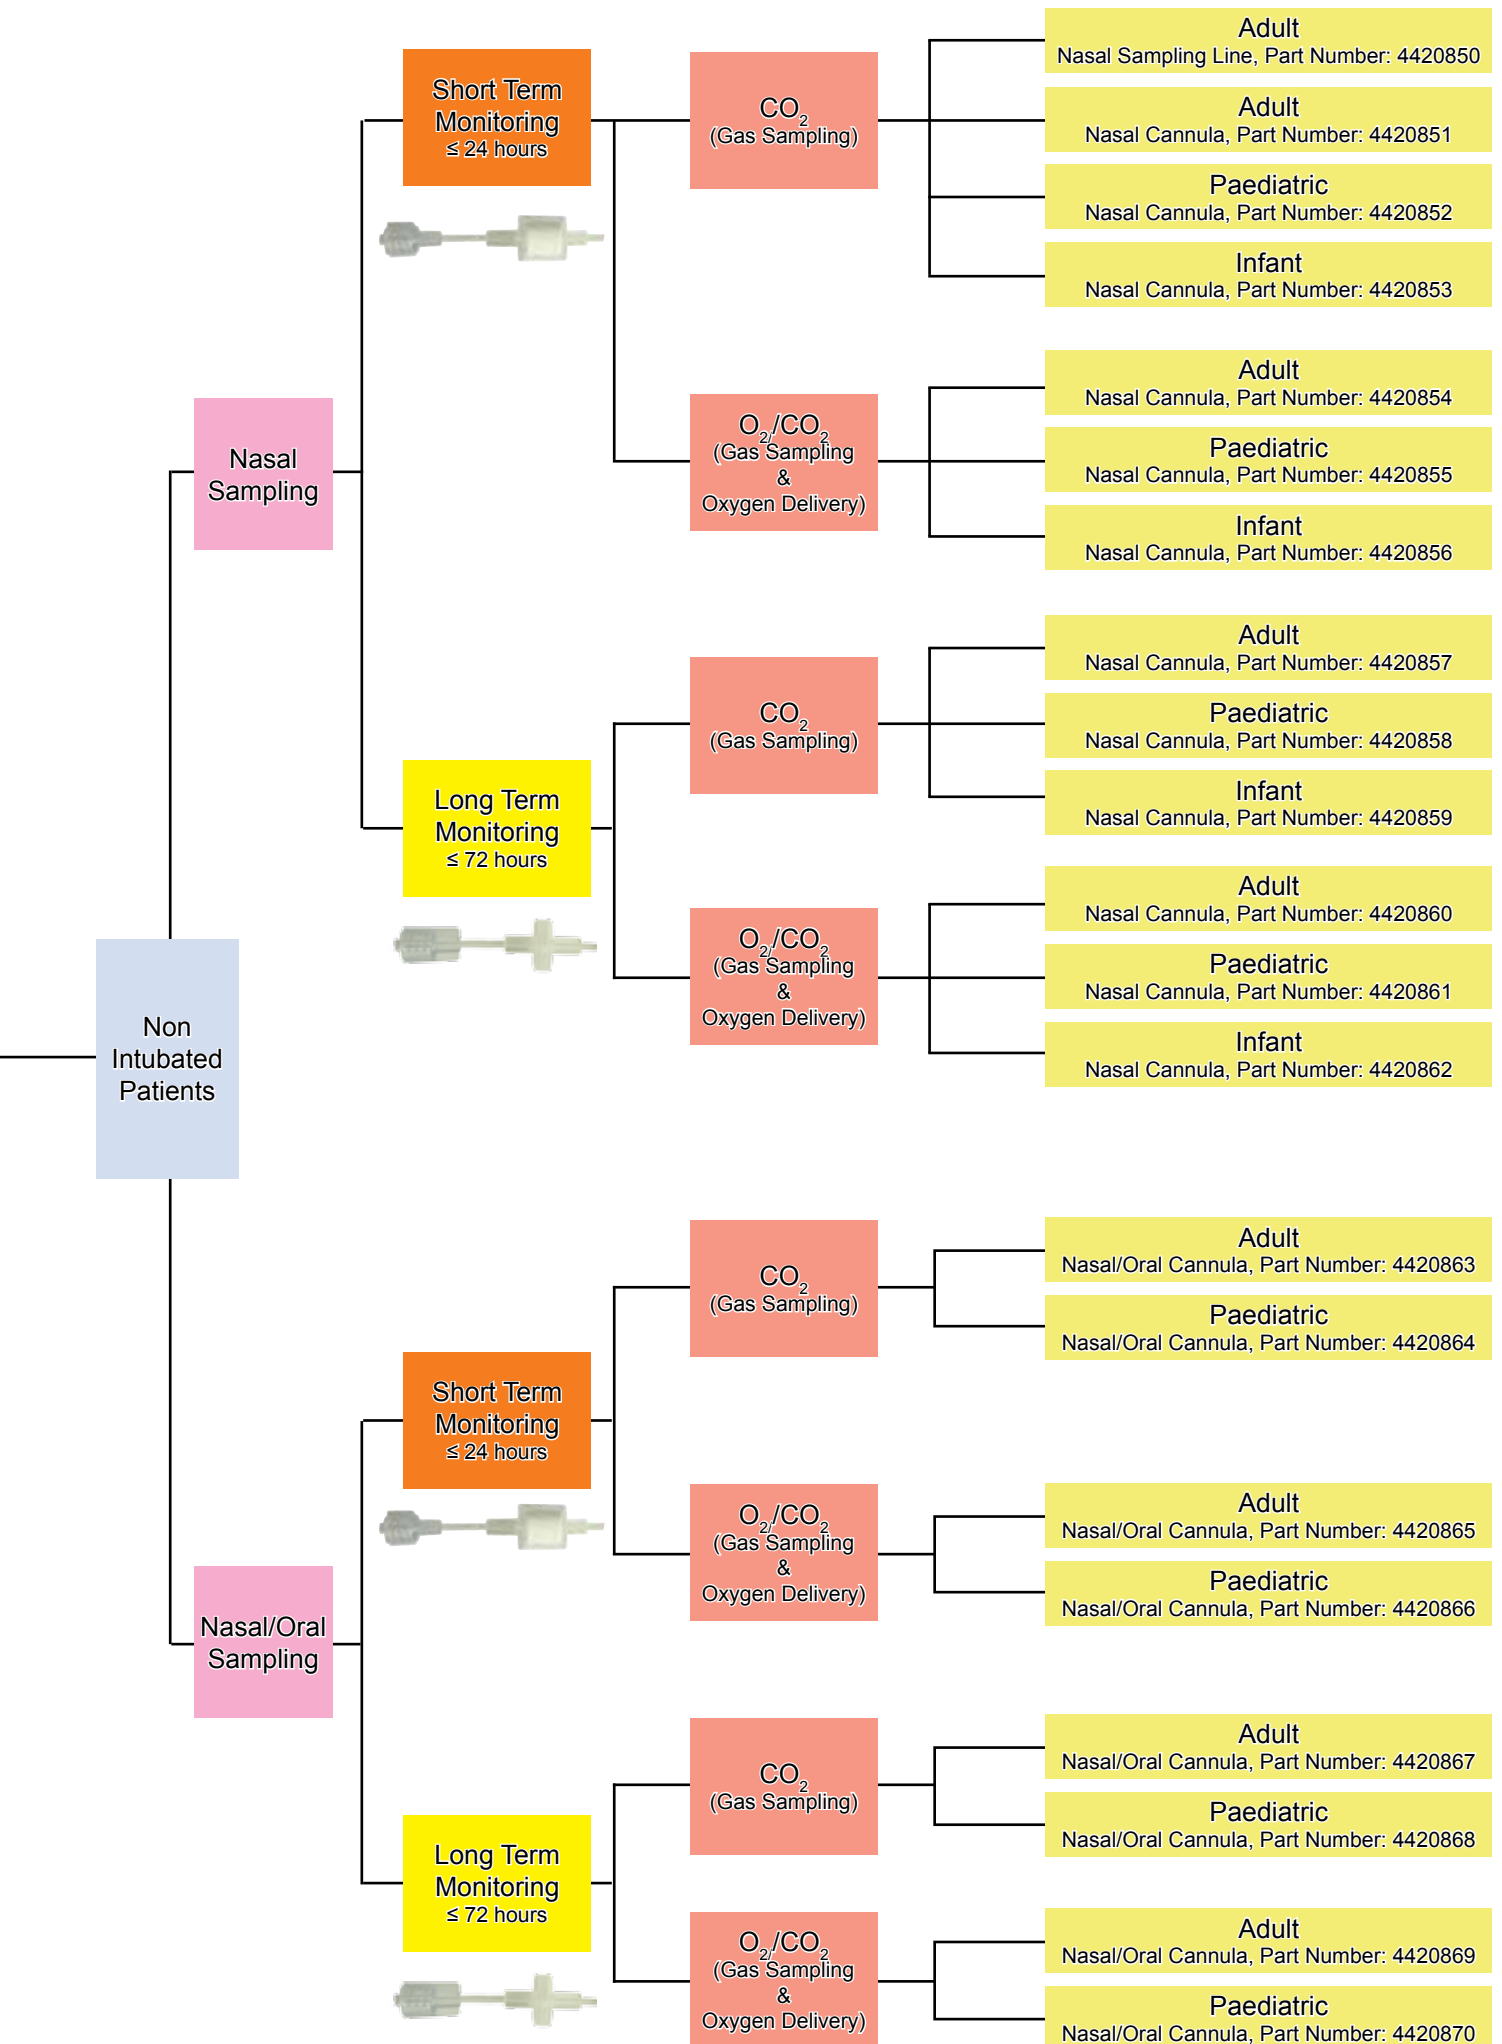 Non
Intubated
Patients
Nasal
Sampling
Short Term
Monitoring
≤ 24 hours
CO₂
(Gas Sampling)
Adult
Nasal Sampling Line, Part Number: 4420850
Adult
Nasal Cannula, Part Number: 4420851
Paediatric
Nasal Cannula, Part Number: 4420852
Infant
Nasal Cannula, Part Number: 4420853
O₂/CO₂
(Gas Sampling
&
Oxygen Delivery)
Adult
Nasal Cannula, Part Number: 4420854
Paediatric
Nasal Cannula, Part Number: 4420855
Infant
Nasal Cannula, Part Number: 4420856
Long Term
Monitoring
≤ 72 hours
CO₂
(Gas Sampling)
Adult
Nasal Cannula, Part Number: 4420857
Paediatric
Nasal Cannula, Part Number: 4420858
Infant
Nasal Cannula, Part Number: 4420859
O₂/CO₂
(Gas Sampling
&
Oxygen Delivery)
Adult
Nasal Cannula, Part Number: 4420860
Paediatric
Nasal Cannula, Part Number: 4420861
Infant
Nasal Cannula, Part Number: 4420862
Nasal/Oral
Sampling
Short Term
Monitoring
≤ 24 hours
CO₂
(Gas Sampling)
Adult
Nasal/Oral Cannula, Part Number: 4420863
Paediatric
Nasal/Oral Cannula, Part Number: 4420864
O₂/CO₂
(Gas Sampling
&
Oxygen Delivery)
Adult
Nasal/Oral Cannula, Part Number: 4420865
Paediatric
Nasal/Oral Cannula, Part Number: 4420866
Long Term
Monitoring
≤ 72 hours
CO₂
(Gas Sampling)
Adult
Nasal/Oral Cannula, Part Number: 4420867
Paediatric
Nasal/Oral Cannula, Part Number: 4420868
O₂/CO₂
(Gas Sampling
&
Oxygen Delivery)
Adult
Nasal/Oral Cannula, Part Number: 4420869
Paediatric
Nasal/Oral Cannula, Part Number: 4420870